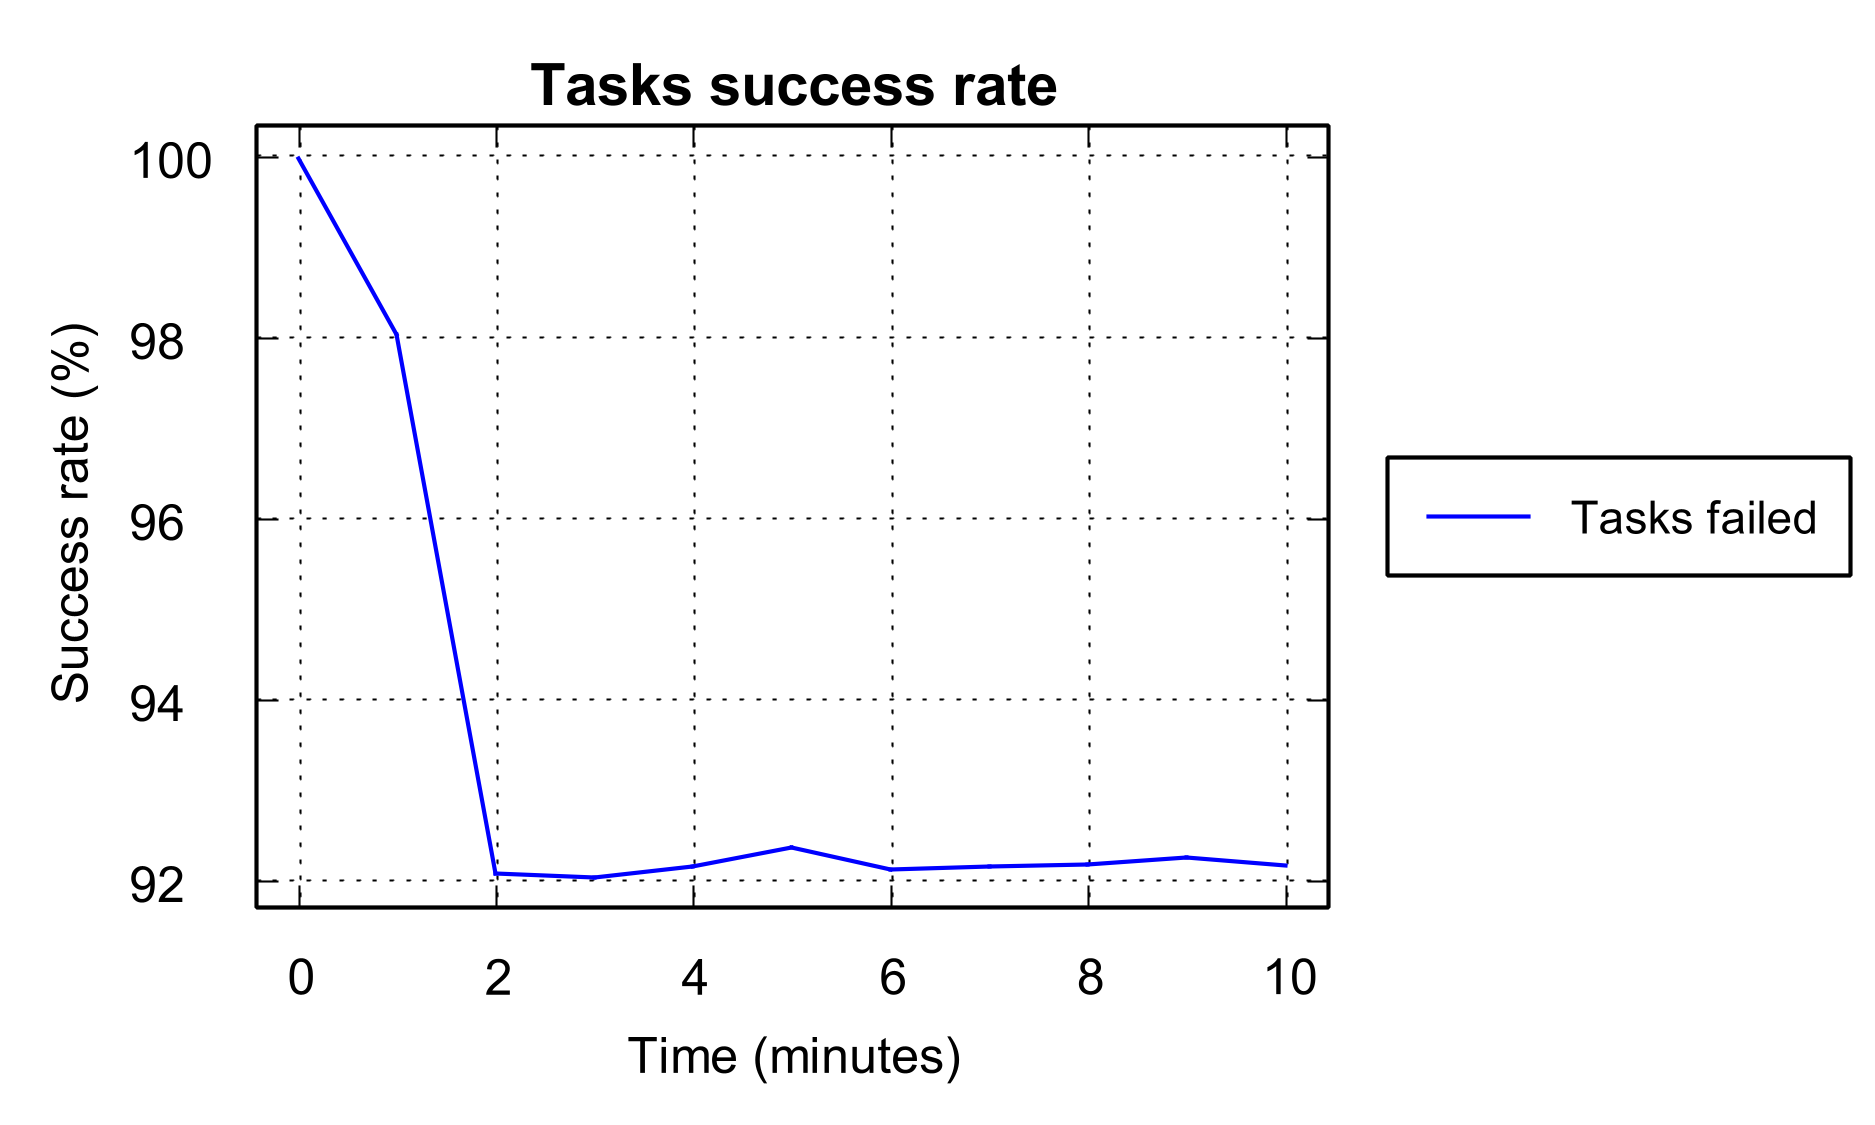 Tasks success rate
100
98
96
94
92
Success rate (%)
0 2 4 6 8 10
Time (minutes)
Tasks failed